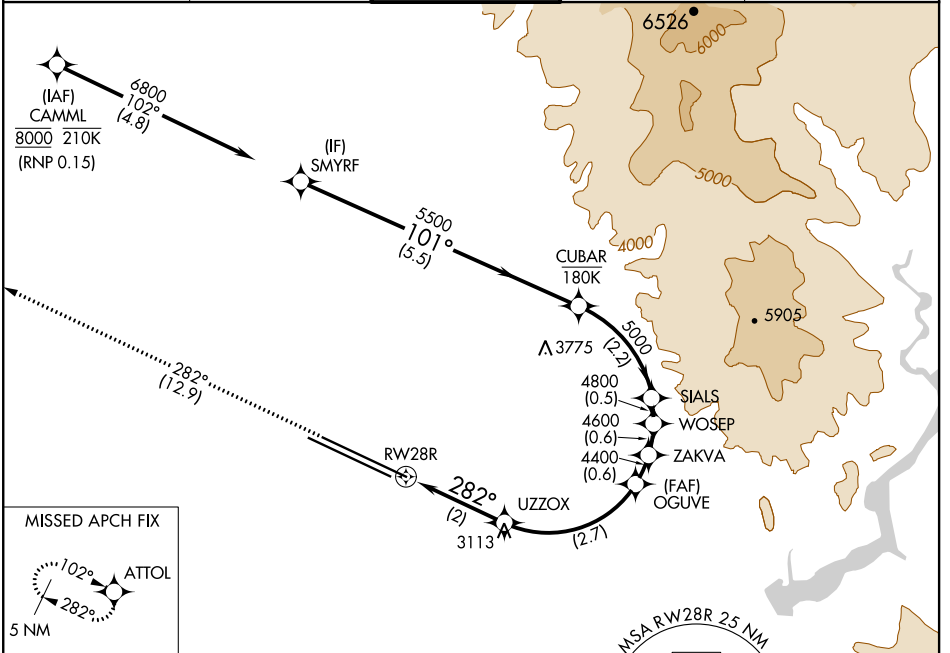 6526
6000
(IAF)
CAMML
8000 210K
(RNP 0.15)
6800
102°
(4.8)
(IF)
SMYRF
5000
5500
101°
(5.5)
4000
CUBAR
180K
5905
5000
(2.2)
3775
282°
(12.9)
4800
(0.5)
SIALS
4600
(0.6)
WOSEP
4400
(0.6)
ZAKVA
(FAF)
OGUVE
RW28R
282°
(2)
UZZOX
3113
(2.7)
MISSED APCH FIX
102°
ATTOL
282°
5 NM
MSA RW28R 25 NM